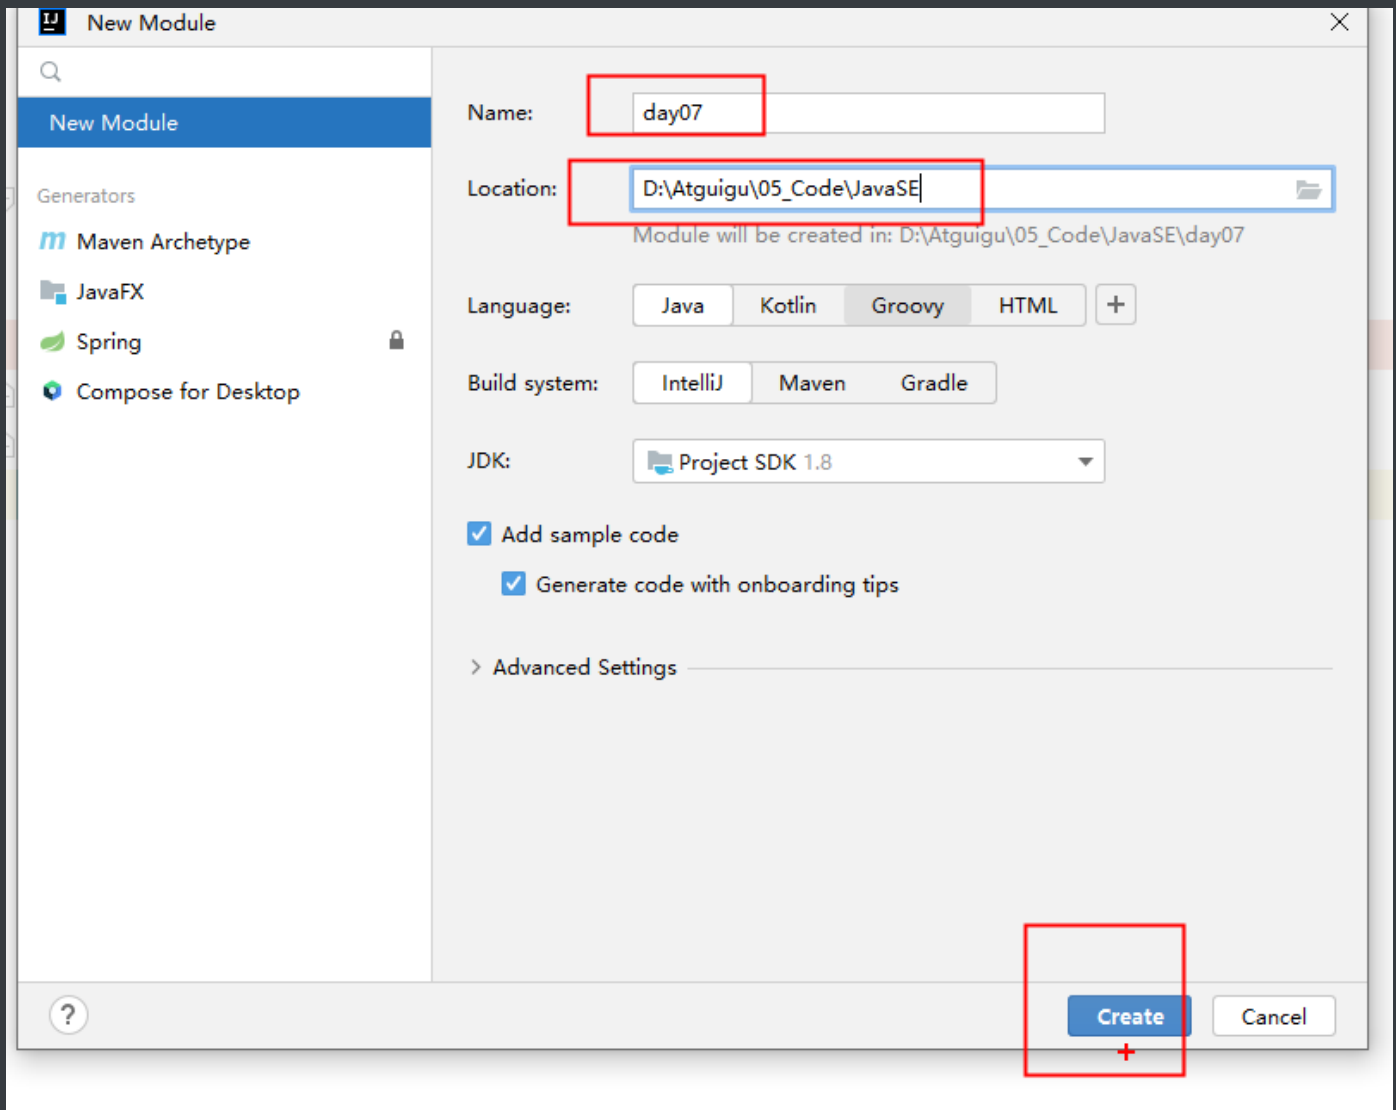 IJ
New Module
New Module
Generators
m Maven Archetype
JavaFX
Spring
Compose for Desktop
Name: day07
Location: D:\Atguigu\05_Code\JavaSE
Module will be created in: D:\Atguigu\05_Code\JavaSE\day07
Language: Java Kotlin Groovy HTML +
Build system: IntelliJ Maven Gradle
JDK: Project SDK 1.8
Add sample code
Generate code with onboarding tips
Advanced Settings
? Create Cancel